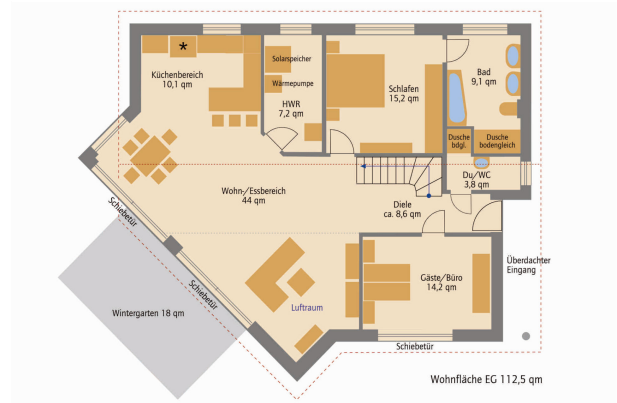 *
Küchenbereich
10,1 qm
Solarspeicher
Wärmepumpe
HWR
7,2 qm
Schlafen
15,2 qm
Bad
9,1 qm
Dusche
bdgl.
Dusche
bodengleich
Du/WC
3,8 qm
Wohn-/Essbereich
44 qm
Diele
ca. 8,6 qm
Schiebetür
Schiebetür
Wintergarten 18 qm
Luftraum
Gäste/Büro
14,2 qm
Überdachter
Eingang
Schiebetür
Wohnfläche EG 112,5 qm